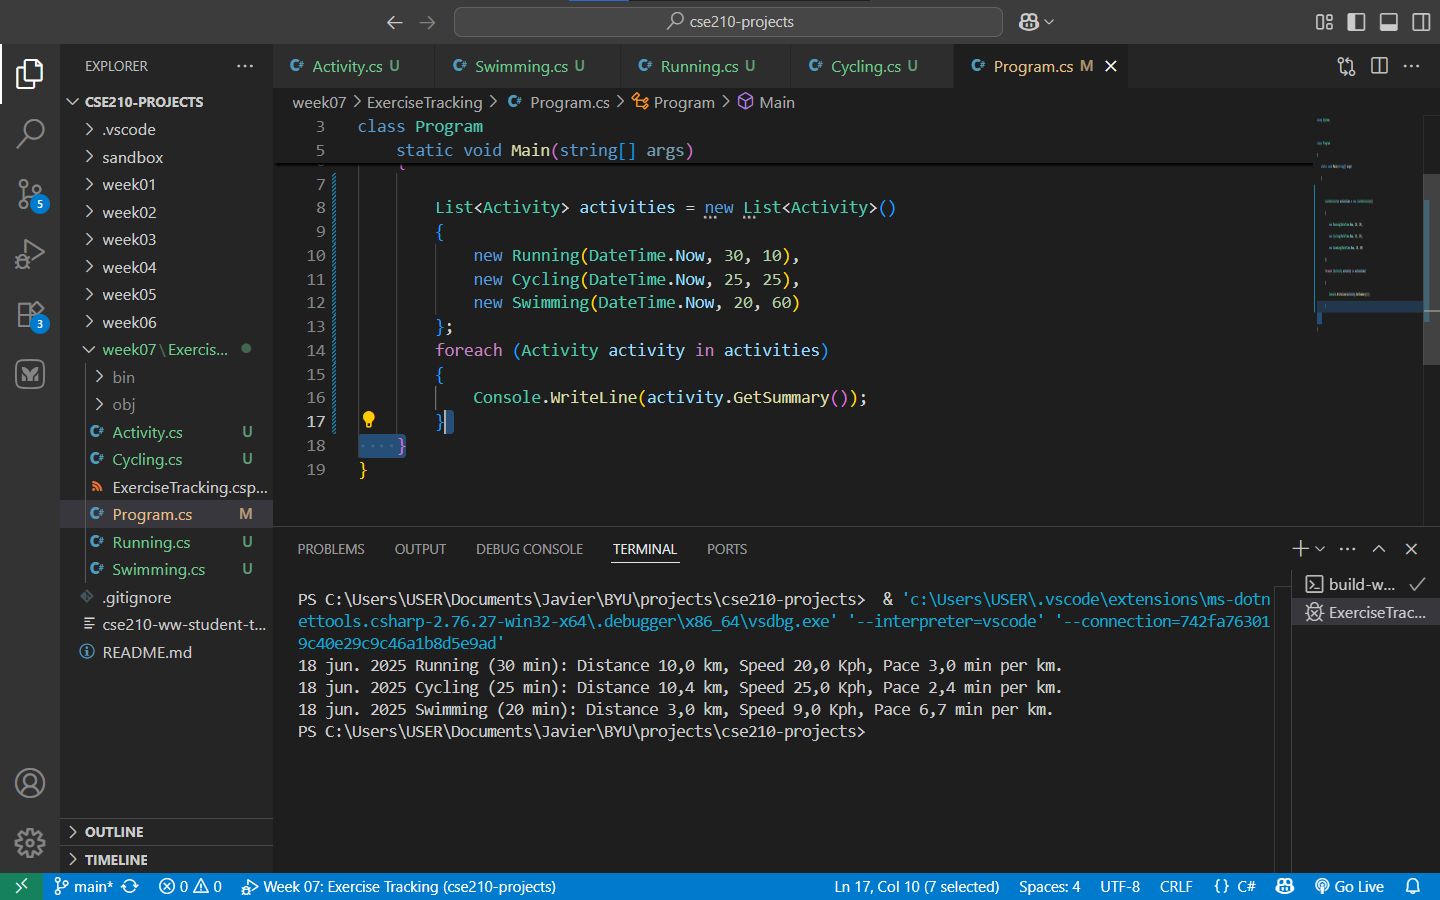 cse210-projects
EXPLORER
CSE210-PROJECTS
.vscode
sandbox
week01
week02
week03
week04
week05
week06
week07\Exercis...
bin
obj
Activity.cs U
Cycling.cs U
ExerciseTracking.csp...
Program.cs M
Running.cs U
Swimming.cs U
.gitignore
cse210-ww-student-t...
README.md
OUTLINE
TIMELINE
5
3
Activity.cs U
Swimming.cs U
Running.cs U
Cycling.cs U
Program.cs M
week07 > ExerciseTracking > Program.cs > Program > Main
3 class Program
5 static void Main(string[] args)
7
8 List<Activity> activities = new List<Activity>()
9 {
10 new Running(DateTime.Now, 30, 10),
11 new Cycling(DateTime.Now, 25, 25),
12 new Swimming(DateTime.Now, 20, 60)
13 };
14 foreach (Activity activity in activities)
15 {
16 Console.WriteLine(activity.GetSummary());
17 }
18 }
19 }
PROBLEMS OUTPUT DEBUG CONSOLE TERMINAL PORTS
build-w...
ExerciseTrac...
PS C:\Users\USER\Documents\Javier\BYU\projects\cse210-projects> & 'c:\Users\USER\.vscode\extensions\ms-dotn
ettools.csharp-2.76.27-win32-x64\.debugger\x86_64\vsdbg.exe' '--interpreter=vscode' '--connection=742fa763019
9c40e29c9c46a1b8d5e9ad'
18 jun. 2025 Running (30 min): Distance 10,0 km, Speed 20,0 Kph, Pace 3,0 min per km.
18 jun. 2025 Cycling (25 min): Distance 10,4 km, Speed 25,0 Kph, Pace 2,4 min per km.
18 jun. 2025 Swimming (20 min): Distance 3,0 km, Speed 9,0 Kph, Pace 6,7 min per km.
PS C:\Users\USER\Documents\Javier\BYU\projects\cse210-projects>
main* 0 0 Week 07: Exercise Tracking (cse210-projects) Ln 17, Col 10 (7 selected) Spaces: 4 UTF-8 CRLF {} C# Go Live